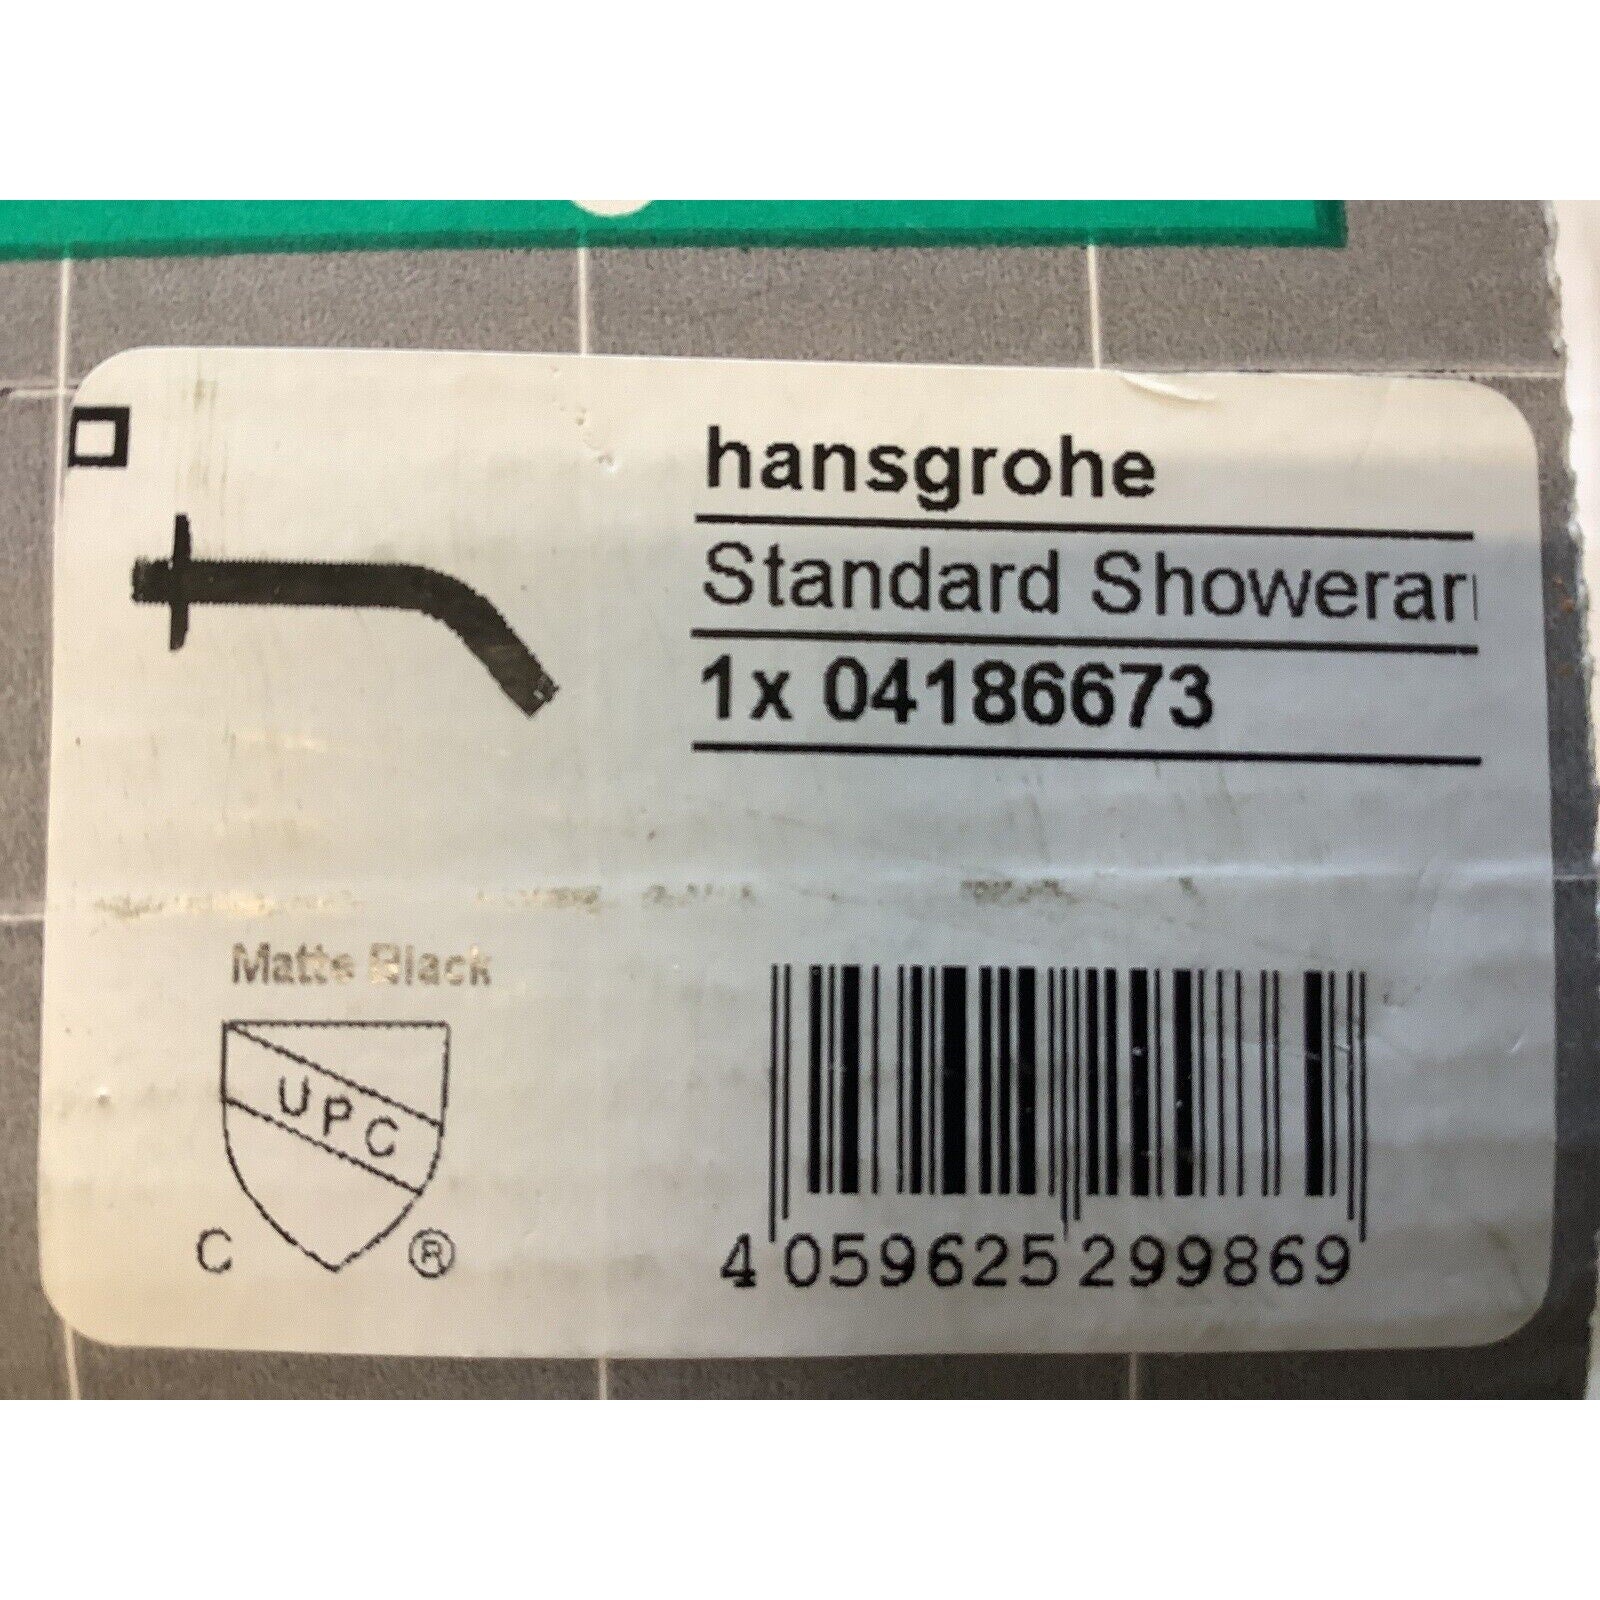 hansgrohe
Standard Showerar
1x 04186673
Matte Black
UPC
C ®
4 059625 299869